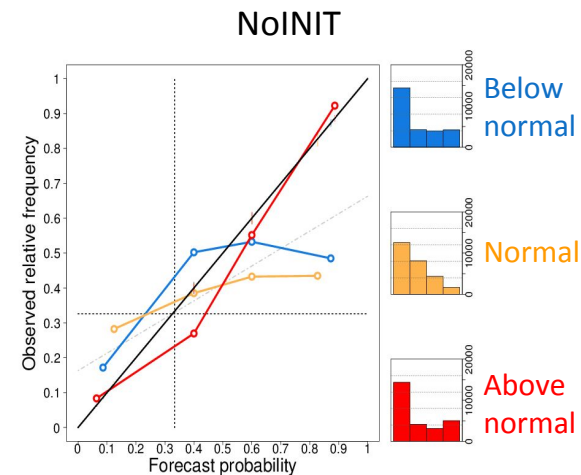 NoINIT
Observed relative frequency
1
0.9
0.8
0.7
0.6
0.5
0.4
0.3
0.2
0.1
0
0 0.1 0.2 0.3 0.4 0.5 0.6 0.7 0.8 0.9 1
Forecast probability
0 10000 20000
Below
normal
0 10000 20000
Normal
0 10000 20000
Above
normal